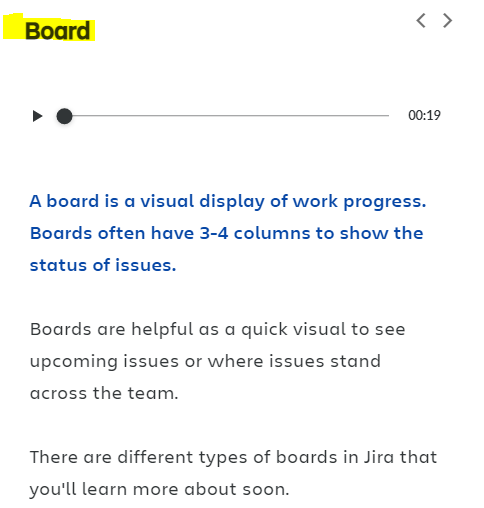 Board
00:19
A board is a visual display of work progress.
Boards often have 3-4 columns to show the
status of issues.
Boards are helpful as a quick visual to see
upcoming issues or where issues stand
across the team.
There are different types of boards in Jira that
you'll learn more about soon.